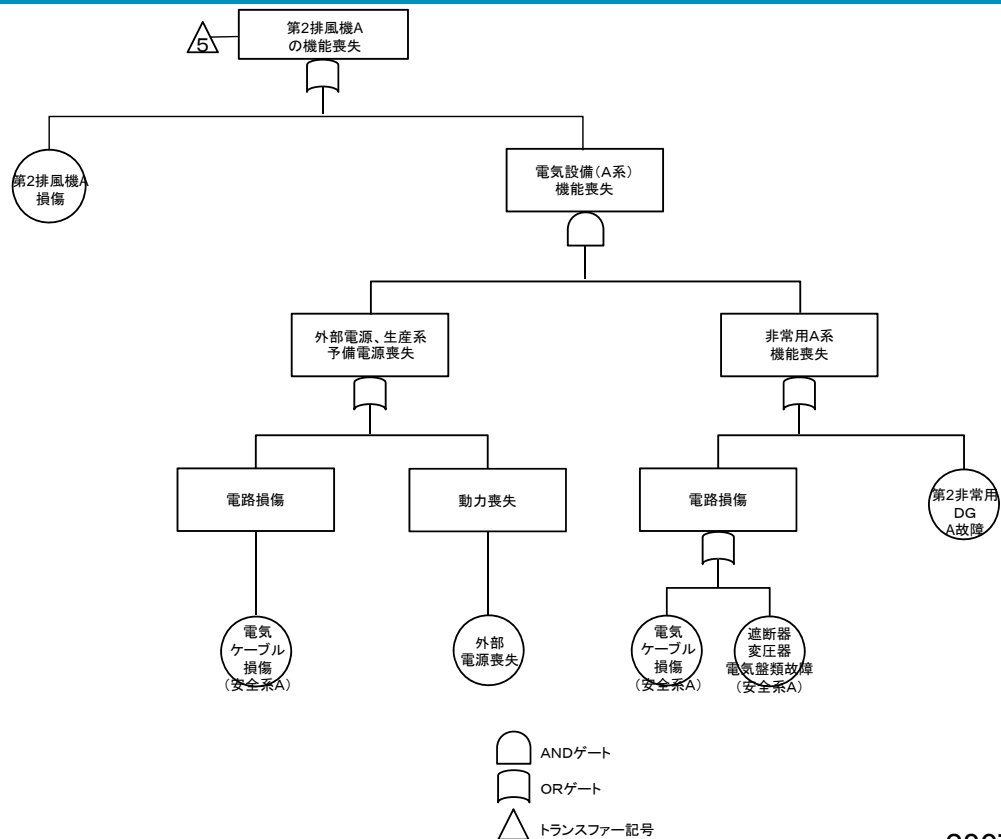 第2排風機A
の機能喪失
5
第2排風機A
損傷
電気設備(A系)
機能喪失
外部電源、生産系
予備電源喪失
非常用A系
機能喪失
電路損傷
動力喪失
電路損傷
第2非常用
DG
A故障
電気
ケーブル
損傷
(安全系A)
外部
電源喪失
電気
ケーブル
損傷
(安全系A)
遮断器
変圧器
電気盤類故障
(安全系A)
ANDゲート
ORゲート
トランスファー記号